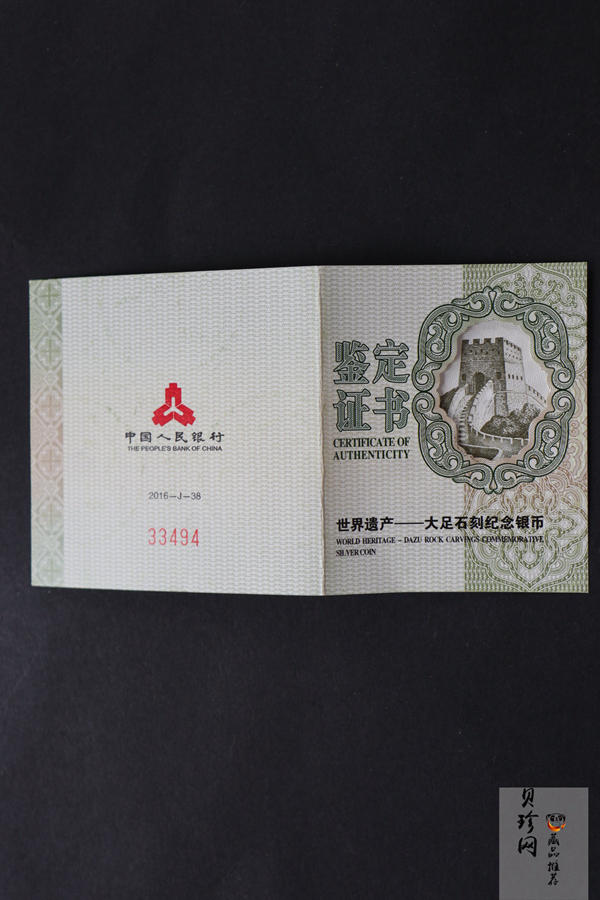 中国人民银行
THE PEOPLE'S BANK OF CHINA
2016—J—38
33494
鉴定
证书
CERTIFICATE OF
AUTHENTICITY
世界遗产——大足石刻纪念银币
WORLD HERITAGE – DAZU ROCK CARVINGS COMMEMORATIVE
SILVER COIN
贝珍网
藏品推荐